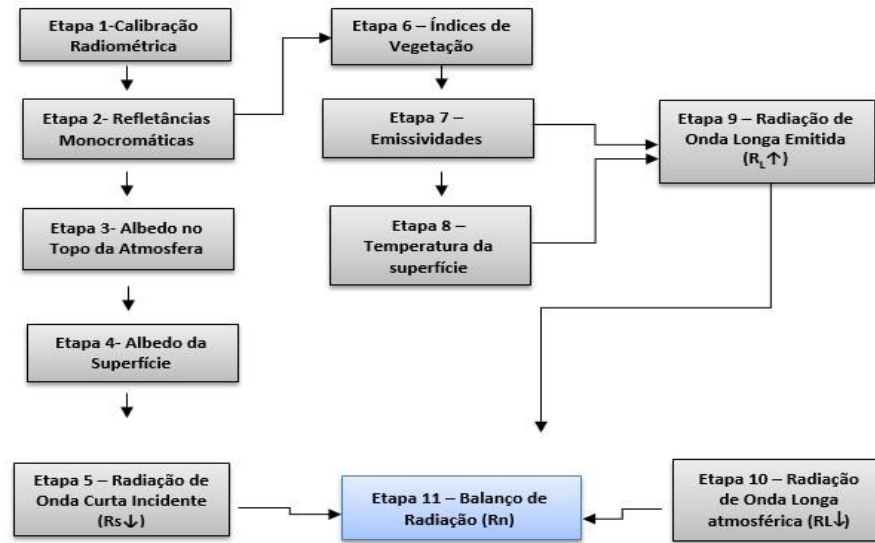 Etapa 1-Calibração
Radiométrica
Etapa 2- Refletâncias
Monocromáticas
Etapa 3- Albedo no
Topo da Atmosfera
Etapa 4- Albedo da
Superfície
Etapa 5 – Radiação de
Onda Curta Incidente
(Rs↓)
Etapa 6 – Índices de
Vegetação
Etapa 7 –
Emissividades
Etapa 8 –
Temperatura da
superfície
Etapa 9 – Radiação de
Onda Longa Emitida
(RL↑)
Etapa 10 – Radiação
de Onda Longa
atmosférica (RL↓)
Etapa 11 – Balanço de
Radiação (Rn)